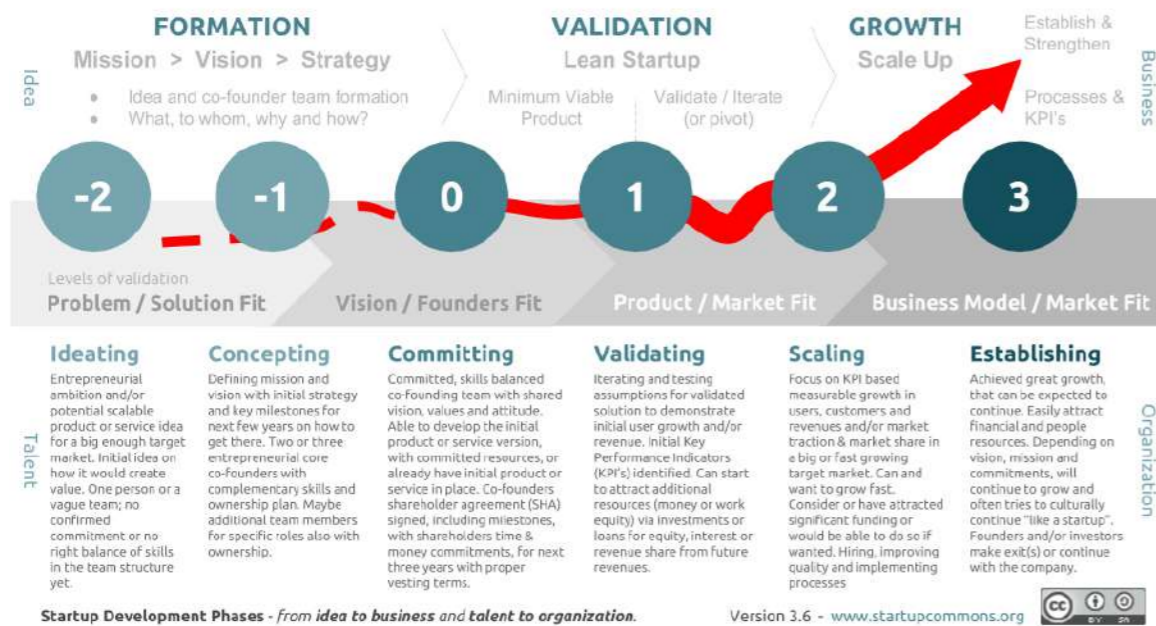 FORMATION
Mission > Vision > Strategy
• Idea and co-founder team formation
• What, to whom, why and how?
VALIDATION
Lean Startup
Minimum Viable
Product
Validate / Iterate
(or pivot)
GROWTH
Scale Up
Establish &
Strengthen
Processes &
KPI's
Idea
Business
-2
-1
0
1
2
3
Levels of validation
Problem / Solution Fit
Vision / Founders Fit
Product / Market Fit
Business Model / Market Fit
Talent
Organization
Ideating
Entrepreneurial
ambition and/or
potential scalable
product or service idea
for a big enough target
market. Initial idea on
how it would create
value. One person or a
vague team; no
confirmed
commitment or no
right balance of skills
in the team structure
yet.
Concepting
Defining mission and
vision with initial strategy
and key milestones for
next few years on how to
get there. Two or three
entrepreneurial core
co-founders with
complementary skills and
ownership plan. Maybe
additional team members
for specific roles also with
ownership.
Committing
Committed, skills balanced
co-founding team with shared
vision, values and attitude.
Able to develop the initial
product or service version,
with committed resources, or
already have initial product or
service in place. Co-founders
shareholder agreement (SHA)
signed, including milestones,
with shareholders time &
money commitments, for next
three years with proper
vesting terms.
Validating
Iterating and testing
assumptions for validated
solution to demonstrate
initial user growth and/or
revenue. Initial Key
Performance Indicators
(KPI's) identified. Can start
to attract additional
resources (money or work
equity) via investments or
loans for equity, interest or
revenue share from future
revenues.
Scaling
Focus on KPI based
measurable growth in
users, customers and
revenues and/or market
traction & market share in
a big or fast growing
target market. Can and
want to grow fast.
Consider or have attracted
significant funding or
would be able to do so if
wanted. Hiring, improving
quality and implementing
processes
Establishing
Achieved great growth,
that can be expected to
continue. Easily attract
financial and people
resources. Depending on
vision, mission and
commitments, will
continue to grow and
often tries to culturally
continue "like a startup".
Founders and/or investors
make exit(s) or continue
with the company.
Startup Development Phases - from idea to business and talent to organization.
Version 3.6 - www.startupcommons.org
cc
BY SA